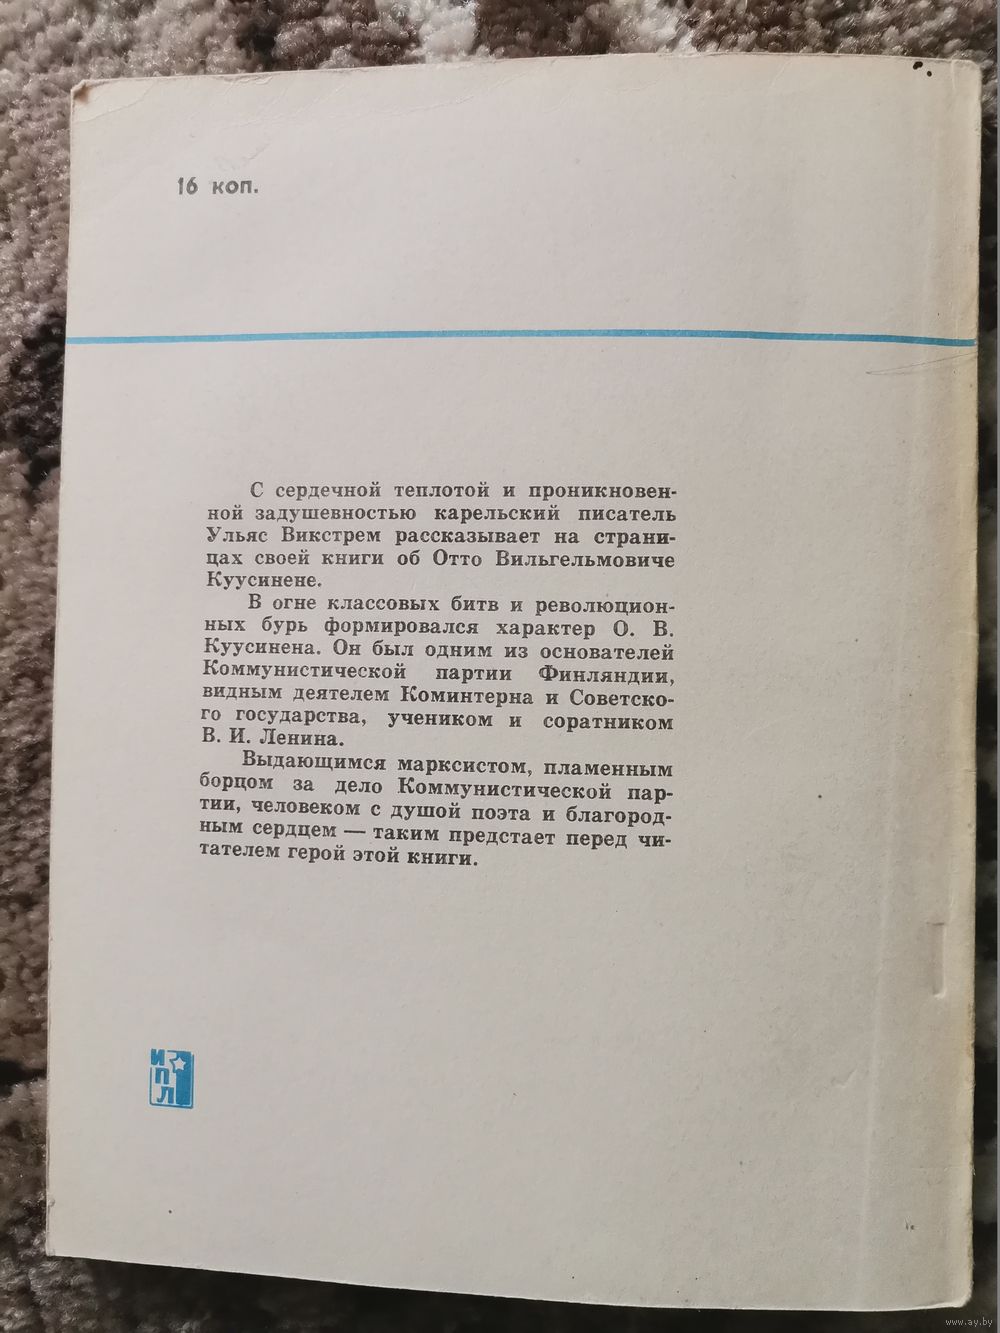 16 коп.
С сердечной теплотой и проникновен-
ной задушевностью карельский писатель
Ульяс Викстрем рассказывает на страни-
цах своей книги об Отто Вильгельмовиче
Куусинене.
В огне классовых битв и революцион-
ных бурь формировался характер О. В.
Куусинена. Он был одним из основателей
Коммунистической партии Финляндии,
видным деятелем Коминтерна и Советско-
го государства, учеником и соратником
В. И. Ленина.
Выдающимся марксистом, пламенным
борцом за дело Коммунистической пар-
тии, человеком с душой поэта и благород-
ным сердцем — таким предстает перед чи-
тателем герой этой книги.
И
П
Л
www.ay.by